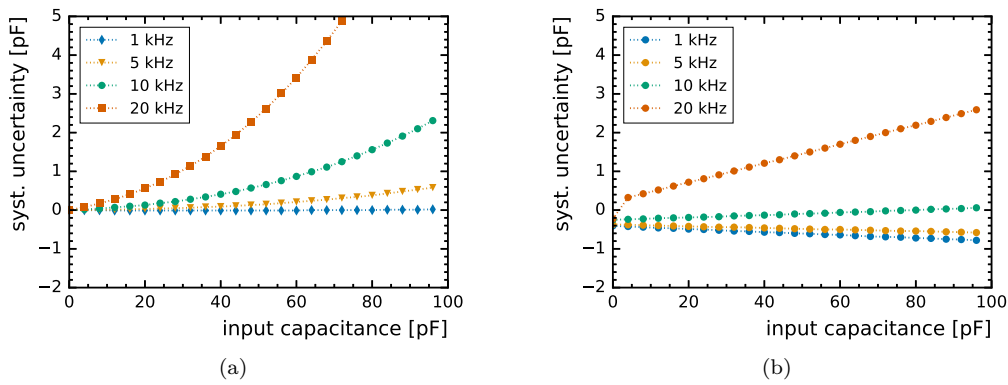 5
4
3
2
1
0
−1
−2
syst. uncertainty [pF]
1 kHz
5 kHz
10 kHz
20 kHz
0 20 40 60 80 100
input capacitance [pF]
(a)
5
4
3
2
1
0
−1
−2
syst. uncertainty [pF]
1 kHz
5 kHz
10 kHz
20 kHz
0 20 40 60 80 100
input capacitance [pF]
(b)